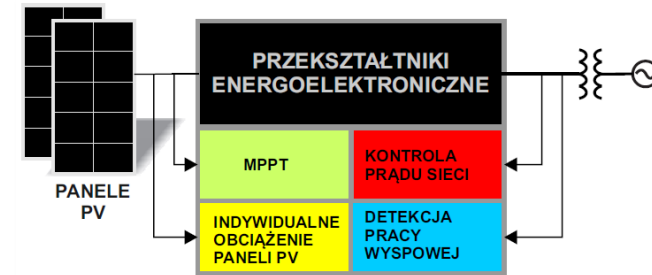 PRZEKSZTAŁTNIKI
ENERGOELEKTRONICZNE
MPPT
KONTROLA
PRĄDU SIECI
PANELE
PV
INDYWIDUALNE
OBCIĄŻENIE
PANELI PV
DETEKCJA
PRACY
WYSPOWEJ